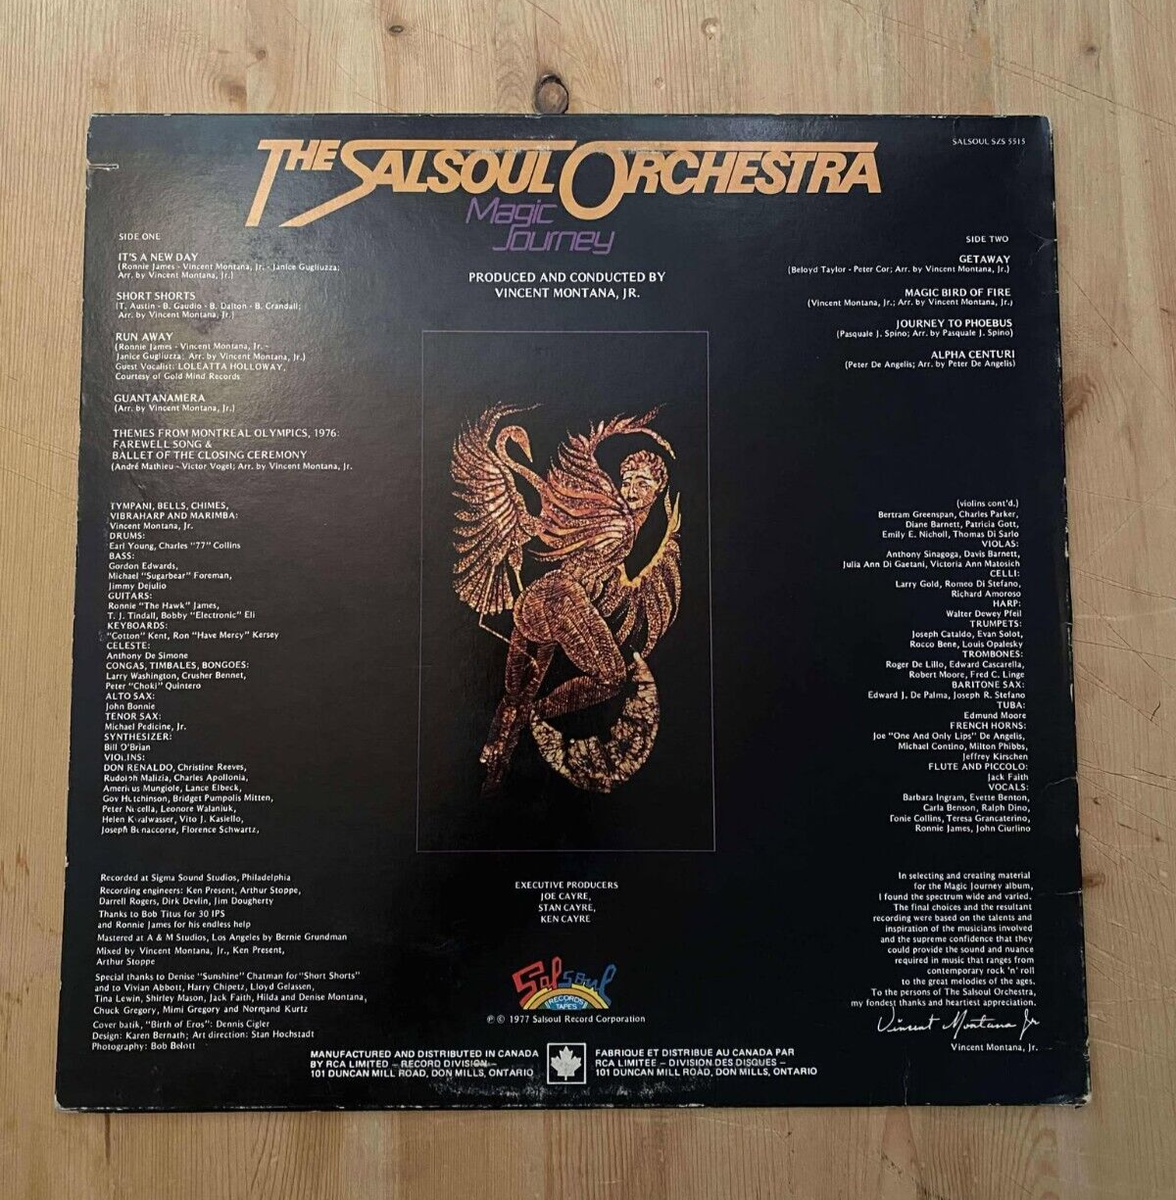 SALSOUL SZS 5515
THE SALSOUL ORCHESTRA
Magic
Journey
PRODUCED AND CONDUCTED BY
VINCENT MONTANA, JR.
SIDE ONE
IT'S A NEW DAY
(Ronnie James - Vincent Montana, Jr. - Janice Gugliuzza;
Arr. by Vincent Montana, Jr.)
SHORT SHORTS
(T. Austin - B. Gaudio - B. Dalton - B. Crandall;
Arr. by Vincent Montana, Jr.)
RUN AWAY
(Ronnie James - Vincent Montana, Jr. -
Janice Gugliuzza; Arr. by Vincent Montana, Jr.)
Guest Vocalist: LOLEATTA HOLLOWAY,
Courtesy of Gold Mind Records
GUANTANAMERA
(Arr. by Vincent Montana, Jr.)
THEMES FROM MONTREAL OLYMPICS, 1976:
FAREWELL SONG &
BALLET OF THE CLOSING CEREMONY
(André Mathieu - Victor Vogel; Arr. by Vincent Montana, Jr.
SIDE TWO
GETAWAY
(Beloyd Taylor - Peter Cor; Arr. by Vincent Montana, Jr.)
MAGIC BIRD OF FIRE
(Vincent Montana, Jr.; Arr. by Vincent Montana, Jr.)
JOURNEY TO PHOEBUS
(Pasquale J. Spino; Arr. by Pasquale J. Spino)
ALPHA CENTURI
(Peter De Angelis; Arr. by Peter De Angelis)
TYMPANI, BELLS, CHIMES,
VIBRAHARP AND MARIMBA:
Vincent Montana, Jr.
DRUMS:
Earl Young, Charles "77" Collins
BASS:
Gordon Edwards,
Michael "Sugarbear" Foreman,
Jimmy Dejulio
GUITARS:
Ronnie "The Hawk" James,
T. J. Tindall, Bobby "Electronic" Eli
KEYBOARDS:
"Cotton" Kent, Ron "Have Mercy" Kersey
CELESTE:
Anthony De Simone
CONGAS, TIMBALES, BONGOES:
Larry Washington, Crusher Bennet,
Peter "Choki" Quintero
ALTO SAX:
John Bonnie
TENOR SAX:
Michael Pedicine, Jr.
SYNTHESIZER:
Bill O'Brian
VIOLINS:
DON RENALDO, Christine Reeves,
Rudolph Malizia, Charles Apollonia,
Americus Mungiole, Lance Elbeck,
Gov Hutchinson, Bridget Pumpolis Mitten,
Peter Nocella, Leonore Walaniuk,
Helen Kwalwasser, Vito J. Kasiello,
Joseph Bonaccorse, Florence Schwartz,
(violins cont'd.)
Bertram Greenspan, Charles Parker,
Diane Barnett, Patricia Gott,
Emily E. Nicholl, Thomas Di Sarlo
VIOLAS:
Anthony Sinagoga, Davis Barnett,
Julia Ann Di Gaetani, Victoria Ann Matosich
CELLI:
Larry Gold, Romeo Di Stefano,
Richard Amoroso
HARP:
Walter Dewey Pfeil
TRUMPETS:
Joseph Cataldo, Evan Solot,
Rocco Bene, Louis Opalesky
TROMBONES:
Roger De Lillo, Edward Cascarella,
Robert Moore, Fred C. Linge
BARITONE SAX:
Edward J. De Palma, Joseph R. Stefano
TUBA:
Edmund Moore
FRENCH HORNS:
Joe "One And Only Lips" De Angelis,
Michael Contino, Milton Phibbs,
Jeffrey Kirschen
FLUTE AND PICCOLO:
Jack Faith
VOCALS:
Barbara Ingram, Evette Benton,
Carla Benson, Ralph Dino,
Tonie Collins, Teresa Grancaterino,
Ronnie James, John Ciurlino
Recorded at Sigma Sound Studios, Philadelphia
Recording engineers: Ken Present, Arthur Stoppe,
Darrell Rogers, Dirk Devlin, Jim Dougherty
Thanks to Bob Titus for 30 IPS
and Ronnie James for his endless help
Mastered at A & M Studios, Los Angeles by Bernie Grundman
Mixed by Vincent Montana, Jr., Ken Present,
Arthur Stoppe
Special thanks to Denise "Sunshine" Chatman for "Short Shorts"
and to Vivian Abbott, Harry Chipetz, Lloyd Gelassen,
Tina Lewin, Shirley Mason, Jack Faith, Hilda and Denise Montana,
Chuck Gregory, Mimi Gregory and Normand Kurtz
Cover batik, "Birth of Eros": Dennis Cigler
Design: Karen Bernath; Art direction: Stan Hochstadt
Photography: Bob Belott
EXECUTIVE PRODUCERS
JOE CAYRE,
STAN CAYRE,
KEN CAYRE
Salsoul
RECORDS
TAPES
℗ © 1977 Salsoul Record Corporation
In selecting and creating material
for the Magic Journey album,
I found the spectrum wide and varied.
The final choices and the resultant
recording were based on the talents and
inspiration of the musicians involved
and the supreme confidence that they
could provide the sound and nuance
required in music that ranges from
contemporary rock 'n' roll
to the great melodies of the ages.
To the persons of The Salsoul Orchestra,
my fondest thanks and heartiest appreciation.
Vincent Montana Jr
Vincent Montana, Jr.
MANUFACTURED AND DISTRIBUTED IN CANADA
BY RCA LIMITED – RECORD DIVISION –
101 DUNCAN MILL ROAD, DON MILLS, ONTARIO
FABRIQUE ET DISTRIBUE AU CANADA PAR
RCA LIMITEE – DIVISION DES DISQUES –
101 DUNCAN MILL ROAD, DON MILLS, ONTARIO